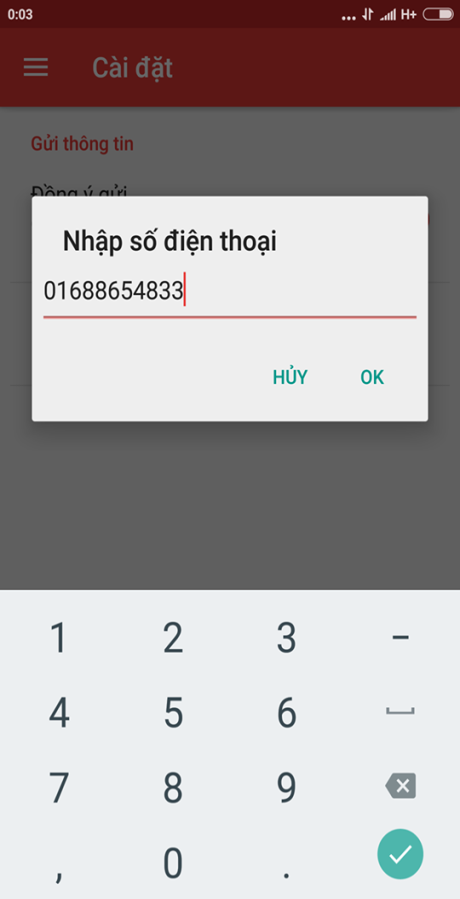 0:03
... H+
Cài đặt
Gửi thông tin
Đồng ý gửi
Nhập số điện thoại
01688654833
HỦY OK
1 2 3 -
4 5 6
7 8 9
, 0 .